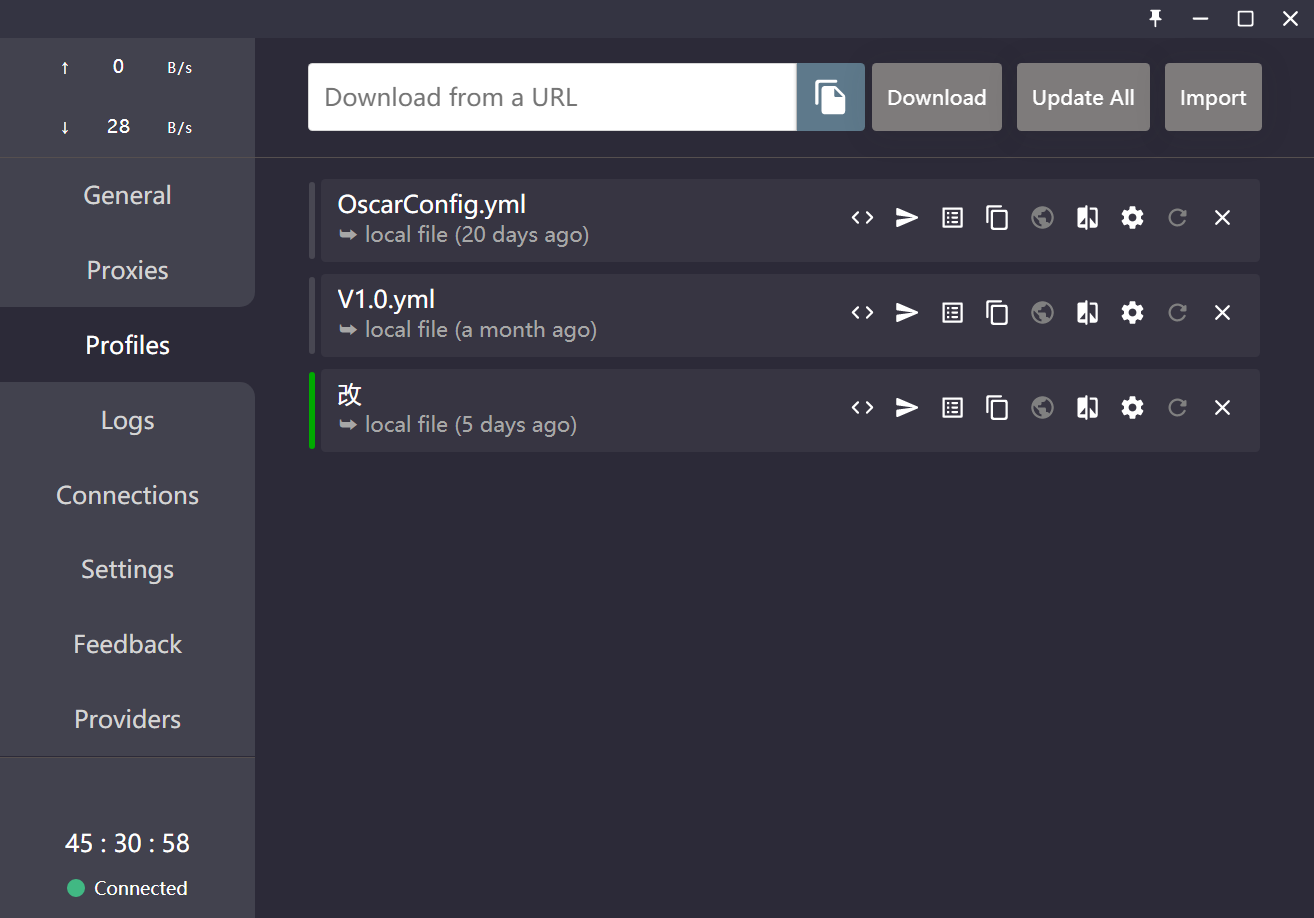 ↑ 0 B/s
↓ 28 B/s
General
Proxies
Profiles
Logs
Connections
Settings
Feedback
Providers
45 : 30 : 58
Connected
Download from a URL
Download
Update All
Import
OscarConfig.yml
local file (20 days ago)
V1.0.yml
local file (a month ago)
改
local file (5 days ago)